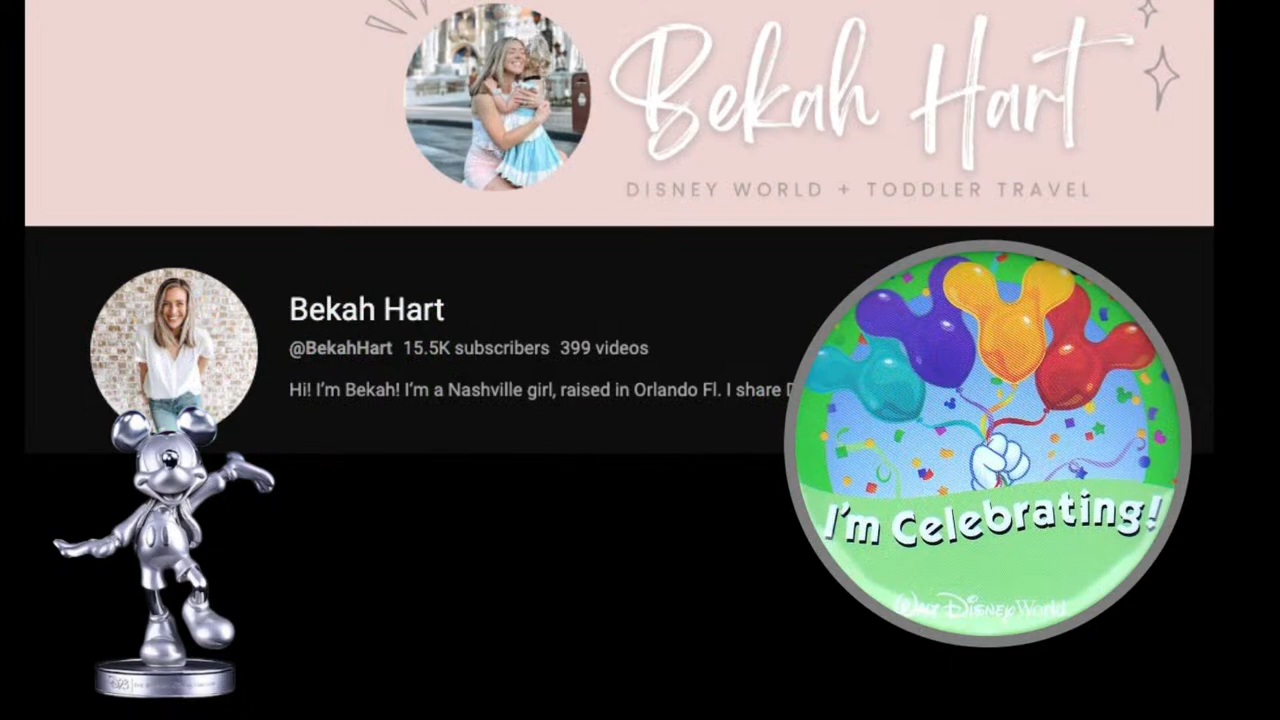 Bekah Hart
DISNEY WORLD + TODDLER TRAVEL
Bekah Hart
@BekahHart 15.5K subscribers 399 videos
Hi! I'm Bekah! I'm a Nashville girl, raised in Orlando Fl. I share
I'm Celebrating!
Walt Disney World
D23